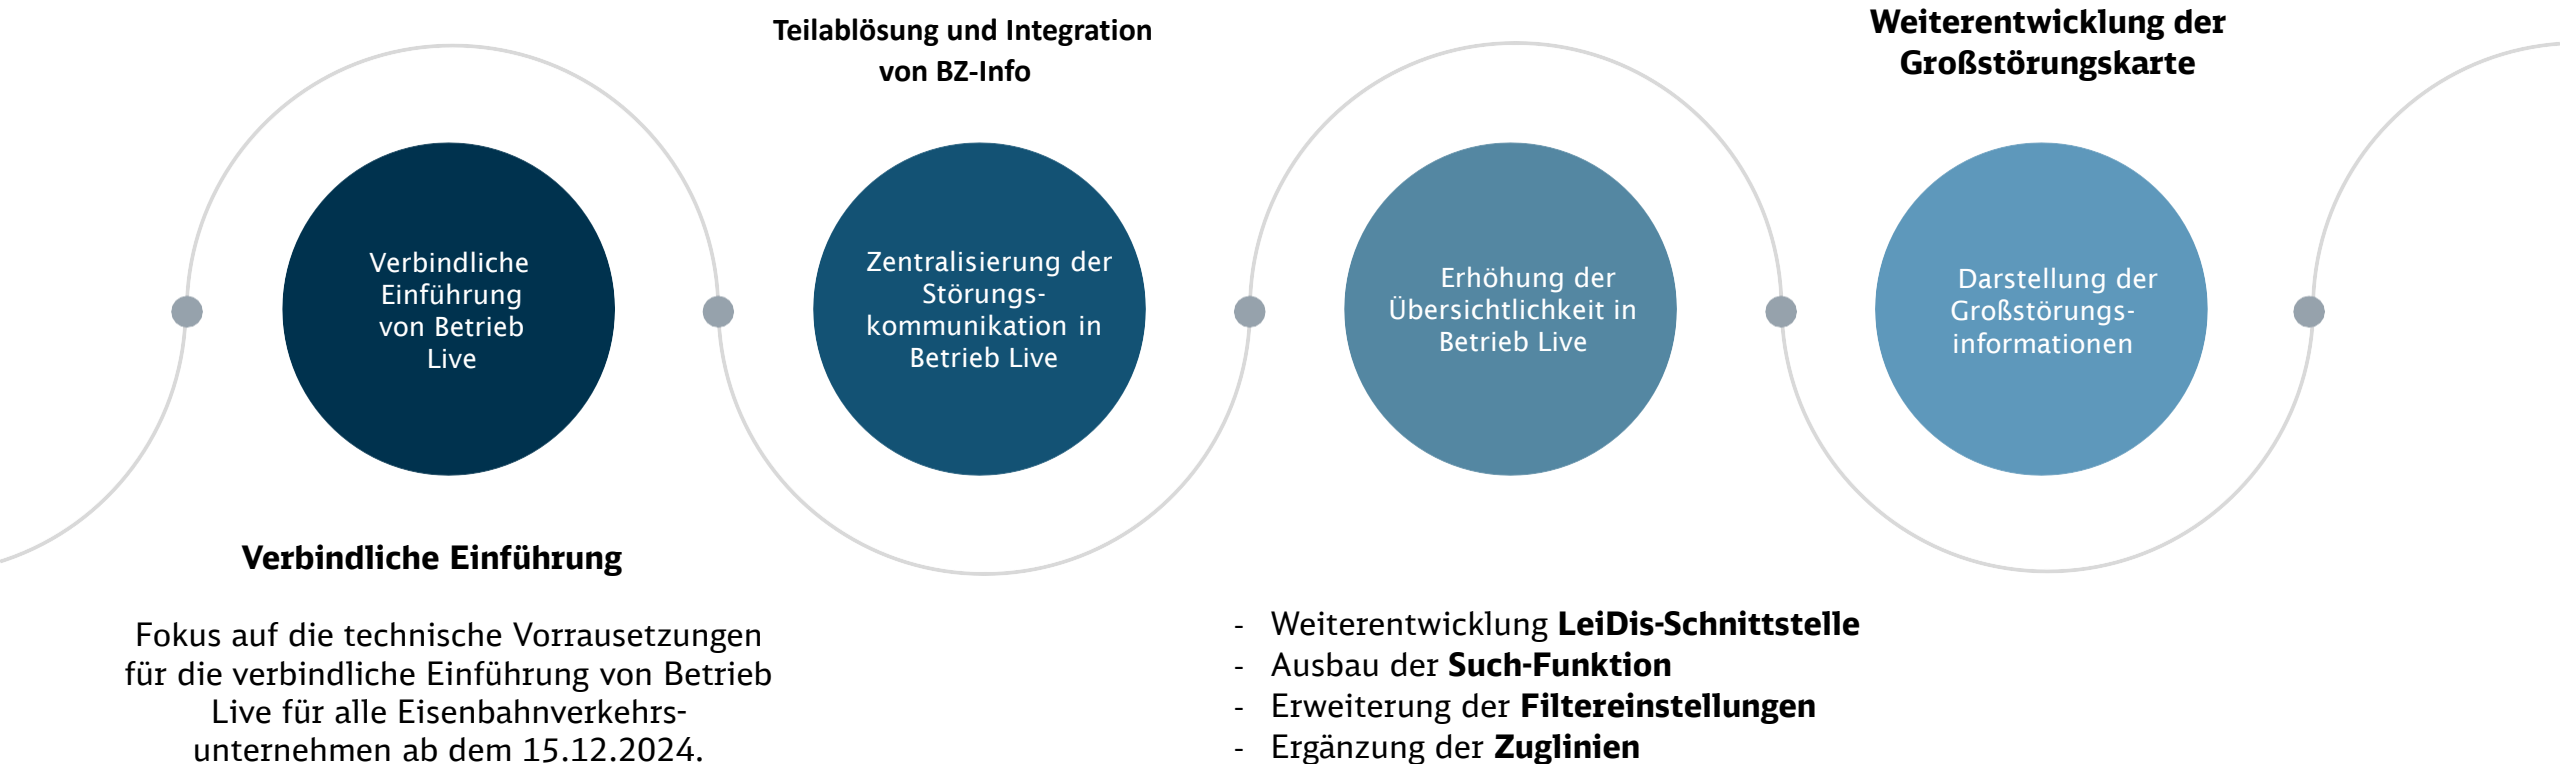 Teilablösung und Integration
von BZ-Info
Weiterentwicklung der
Großstörungskarte
Verbindliche
Einführung
von Betrieb
Live
Zentralisierung der
Störungs-
kommunikation in
Betrieb Live
Erhöhung der
Übersichtlichkeit in
Betrieb Live
Darstellung der
Großstörungs-
informationen
Verbindliche Einführung
Fokus auf die technische Vorrausetzungen
für die verbindliche Einführung von Betrieb
Live für alle Eisenbahnverkehrs-
unternehmen ab dem 15.12.2024.
- Weiterentwicklung LeiDis-Schnittstelle
- Ausbau der Such-Funktion
- Erweiterung der Filtereinstellungen
- Ergänzung der Zuglinien